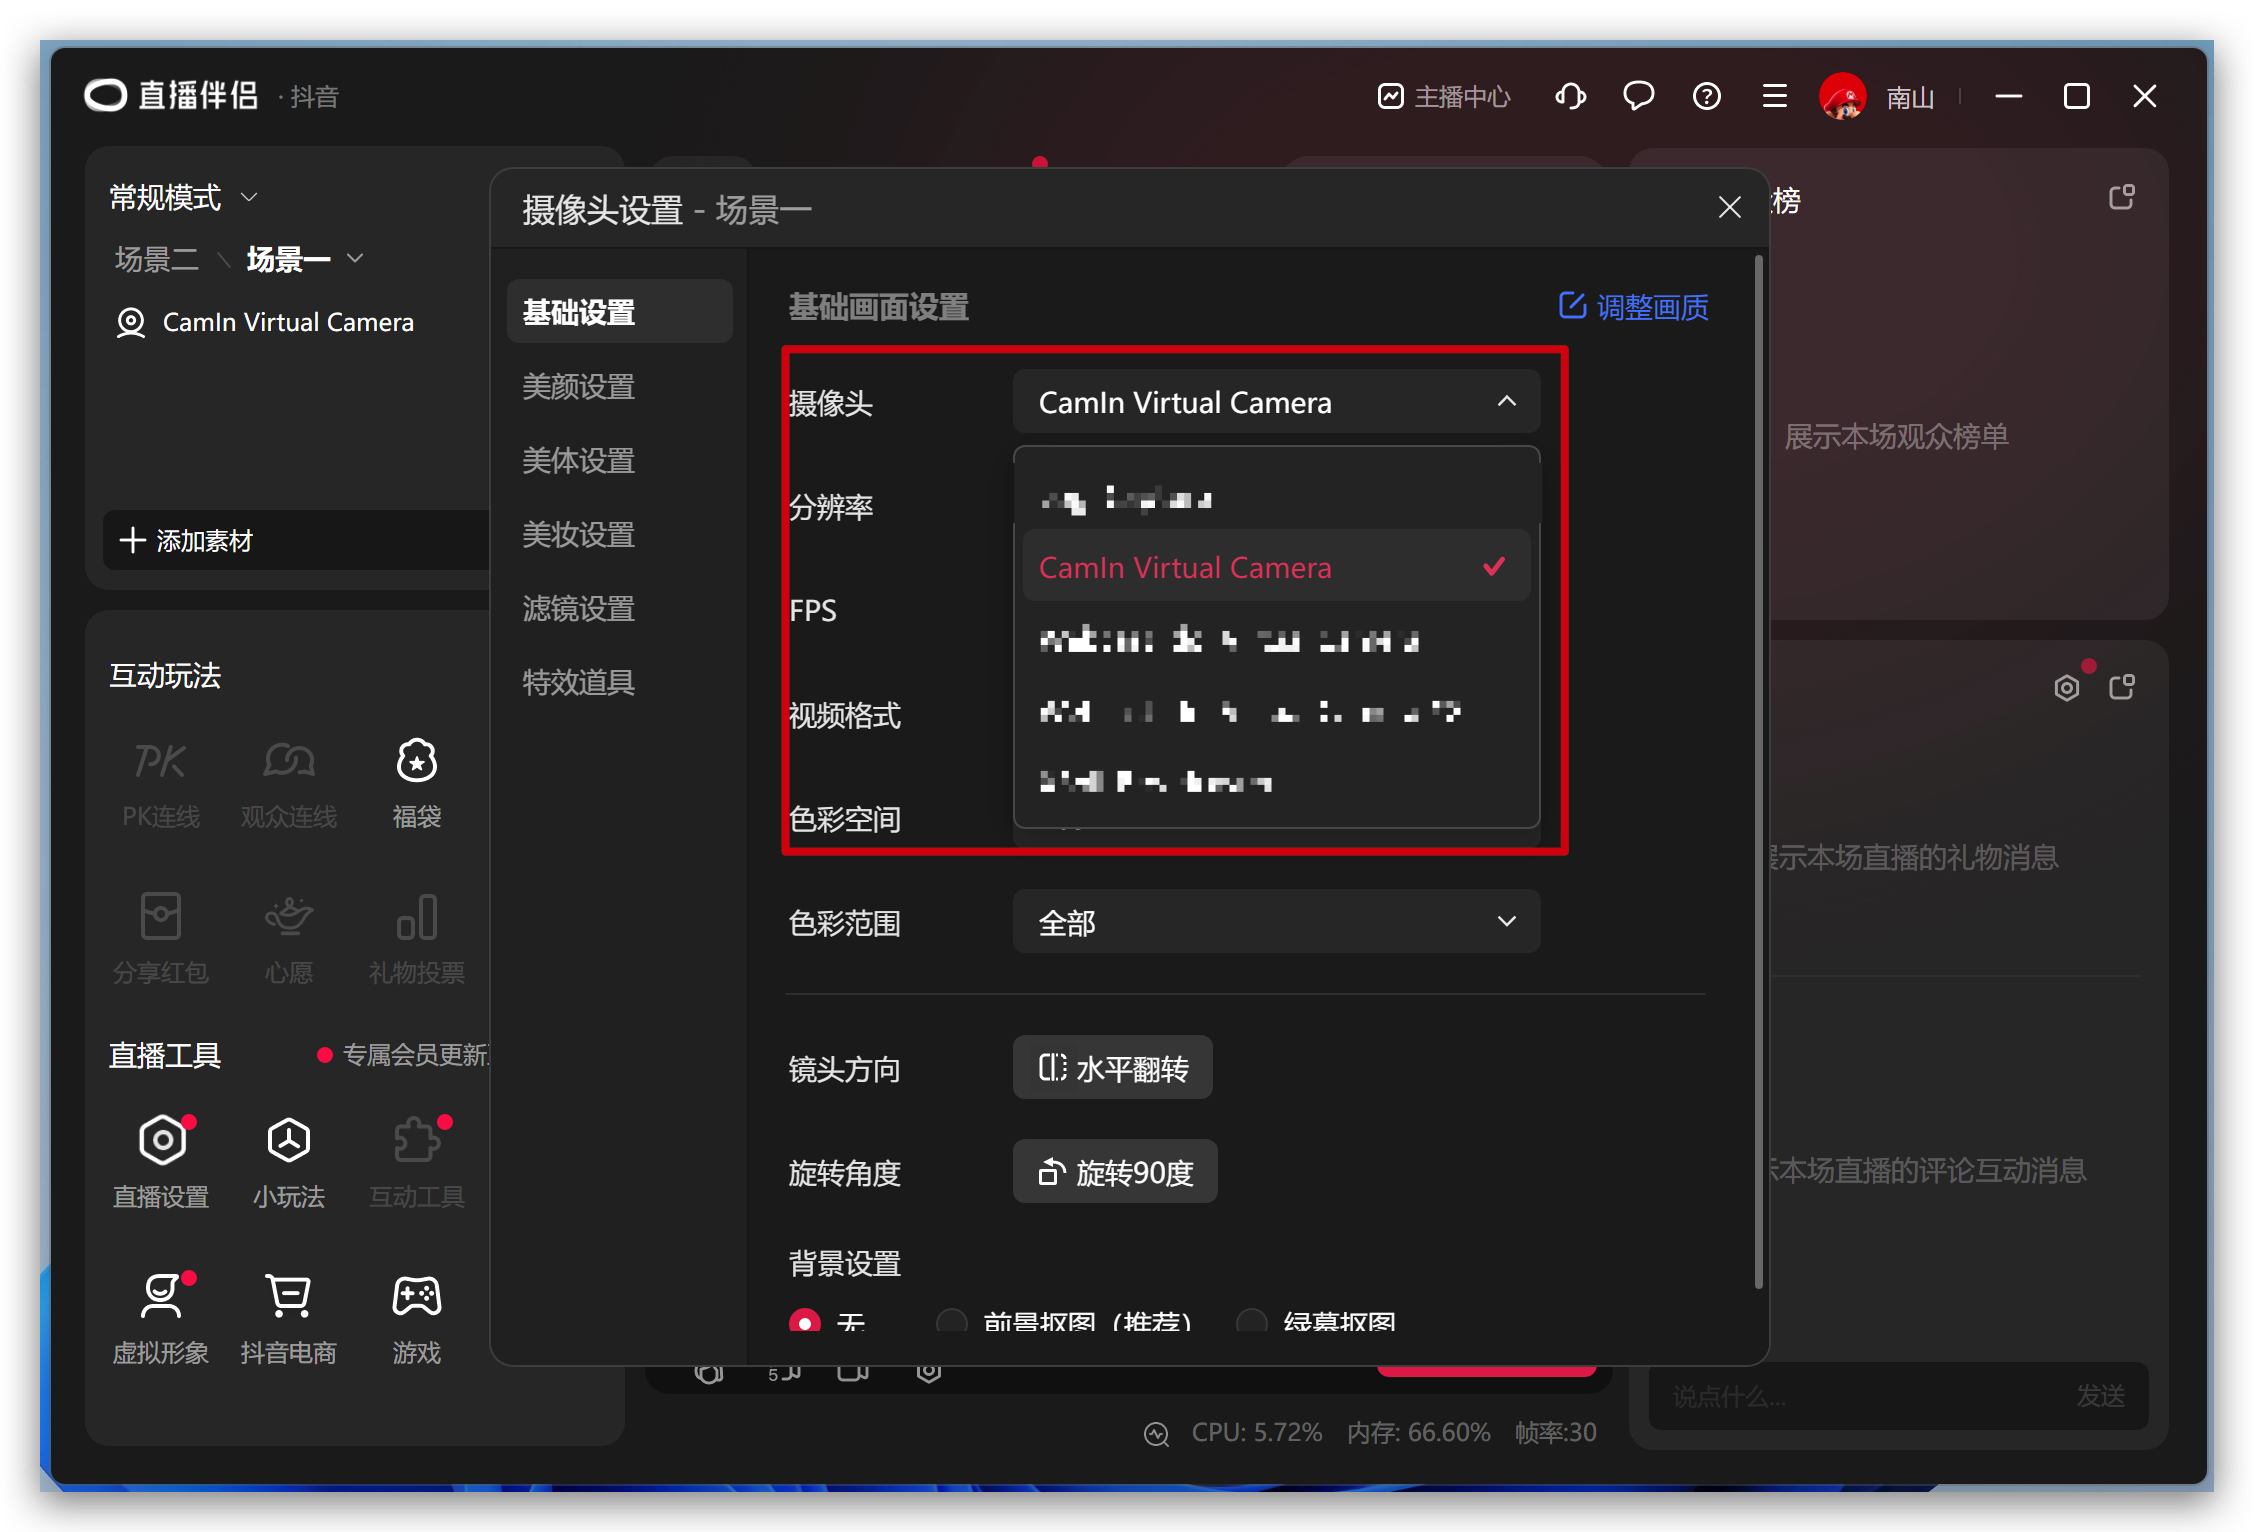 直播伴侣 · 抖音
主播中心
南山
常规模式
场景二 \ 场景一
CamIn Virtual Camera
添加素材
互动玩法
PK
PK连线
观众连线
福袋
分享红包
心愿
礼物投票
直播工具
专属会员更新
直播设置
小玩法
互动工具
虚拟形象
抖音电商
游戏
摄像头设置 - 场景一
基础设置
美颜设置
美体设置
美妆设置
滤镜设置
特效道具
基础画面设置
调整画质
摄像头
CamIn Virtual Camera
CamIn Virtual Camera
分辨率
FPS
视频格式
色彩空间
色彩范围
全部
镜头方向
水平翻转
旋转角度
旋转90度
背景设置
无
前景抠图（推荐）
绿幕抠图
榜
展示本场观众榜单
示本场直播的礼物消息
本场直播的评论互动消息
说点什么...
发送
5
CPU: 5.72%
内存: 66.60%
帧率:30